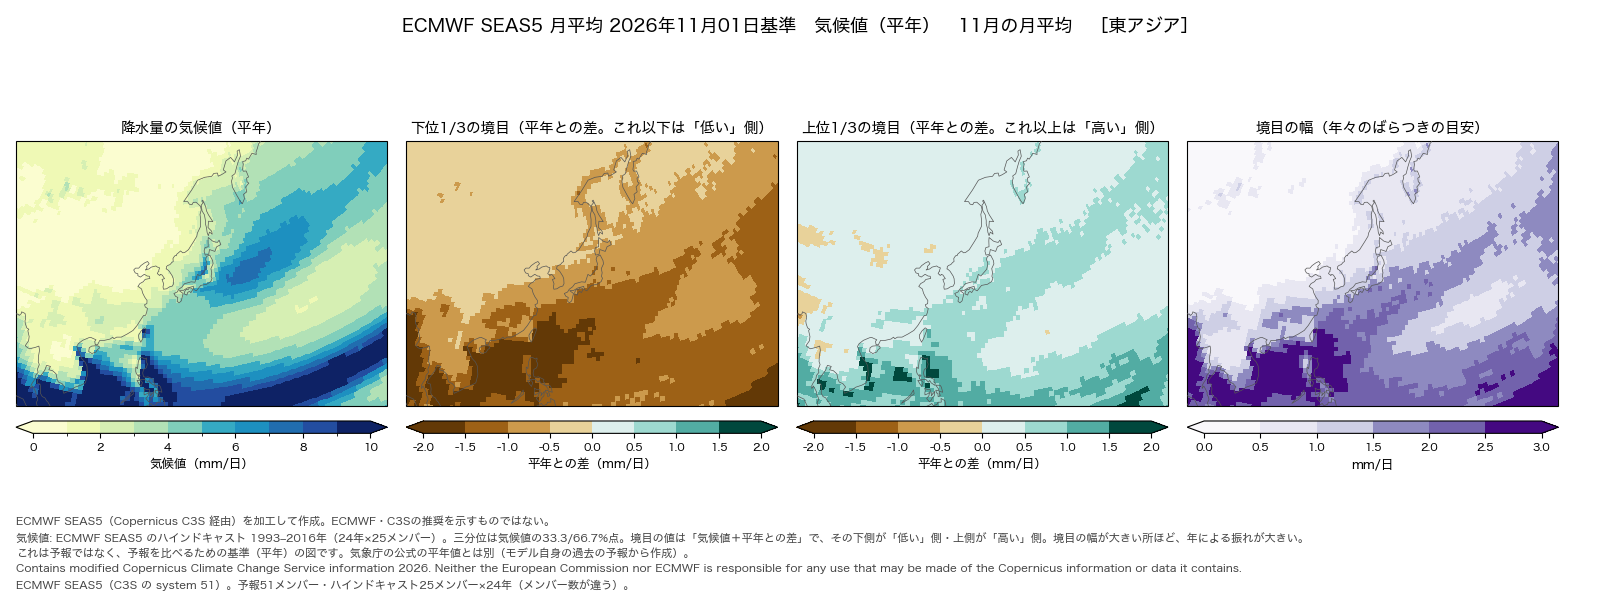 ECMWF SEAS5 月平均 2026年11月01日基準　気候値（平年）　11月の月平均　［東アジア］
降水量の気候値（平年）
下位1/3の境目（平年との差。これ以下は「低い」側）
上位1/3の境目（平年との差。これ以上は「高い」側）
境目の幅（年々のばらつきの目安）
0 2 4 6 8 10
気候値（mm/日）
-2.0 -1.5 -1.0 -0.5 0.0 0.5 1.0 1.5 2.0
平年との差（mm/日）
-2.0 -1.5 -1.0 -0.5 0.0 0.5 1.0 1.5 2.0
平年との差（mm/日）
0.0 0.5 1.0 1.5 2.0 2.5 3.0
mm/日
ECMWF SEAS5（Copernicus C3S 経由）を加工して作成。ECMWF・C3Sの推奨を示すものではない。
気候値: ECMWF SEAS5 のハインドキャスト 1993–2016年（24年×25メンバー）。三分位は気候値の33.3/66.7%点。境目の値は「気候値＋平年との差」で、その下側が「低い」側・上側が「高い」側。境目の幅が大きい所ほど、年による振れが大きい。
これは予報ではなく、予報を比べるための基準（平年）の図です。気象庁の公式の平年値とは別（モデル自身の過去の予報から作成）。
Contains modified Copernicus Climate Change Service information 2026. Neither the European Commission nor ECMWF is responsible for any use that may be made of the Copernicus information or data it contains.
ECMWF SEAS5（C3S の system 51）。予報51メンバー・ハインドキャスト25メンバー×24年（メンバー数が違う）。